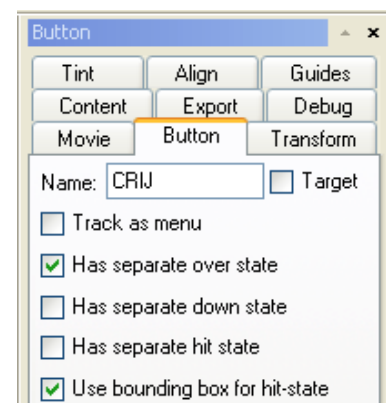 Button
Tint Align Guides
Content Export Debug
Movie Button Transform
Name: CRIJ Target
Track as menu
Has separate over state
Has separate down state
Has separate hit state
Use bounding box for hit-state